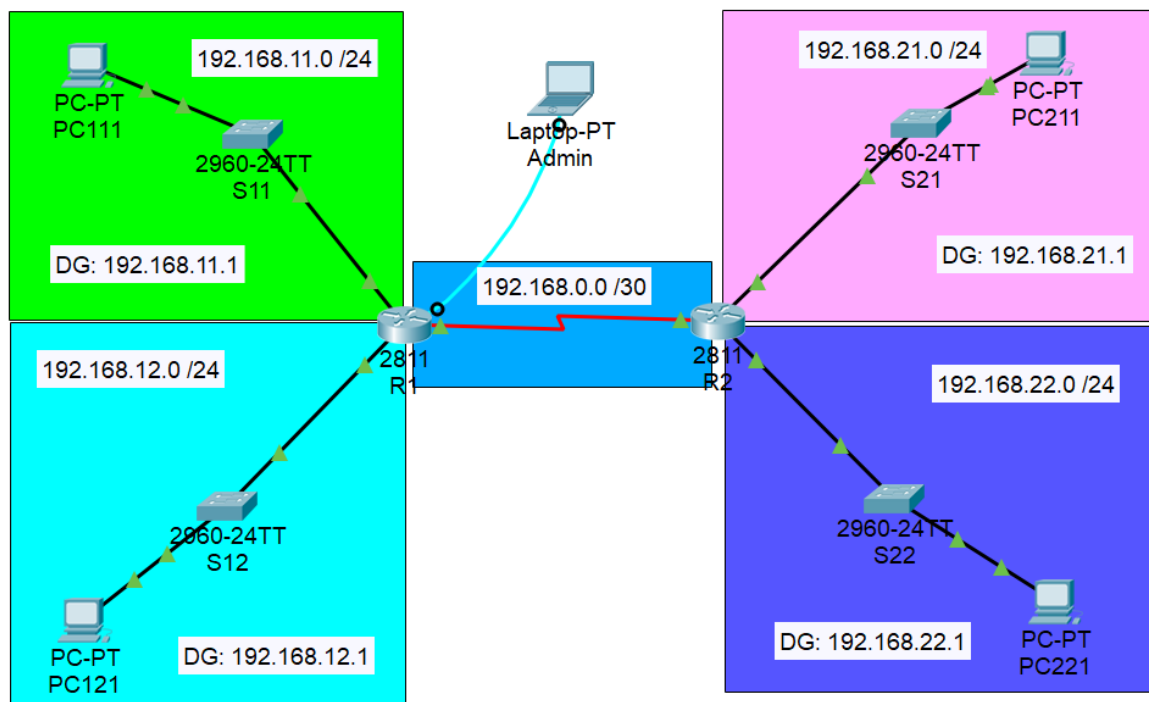 192.168.11.0 /24
PC-PT
PC111
2960-24TT
S11
DG: 192.168.11.1
Laptop-PT
Admin
192.168.21.0 /24
PC-PT
PC211
2960-24TT
S21
DG: 192.168.21.1
192.168.0.0 /30
2811
R1
2811
R2
192.168.12.0 /24
2960-24TT
S12
PC-PT
PC121
DG: 192.168.12.1
192.168.22.0 /24
2960-24TT
S22
PC-PT
PC221
DG: 192.168.22.1